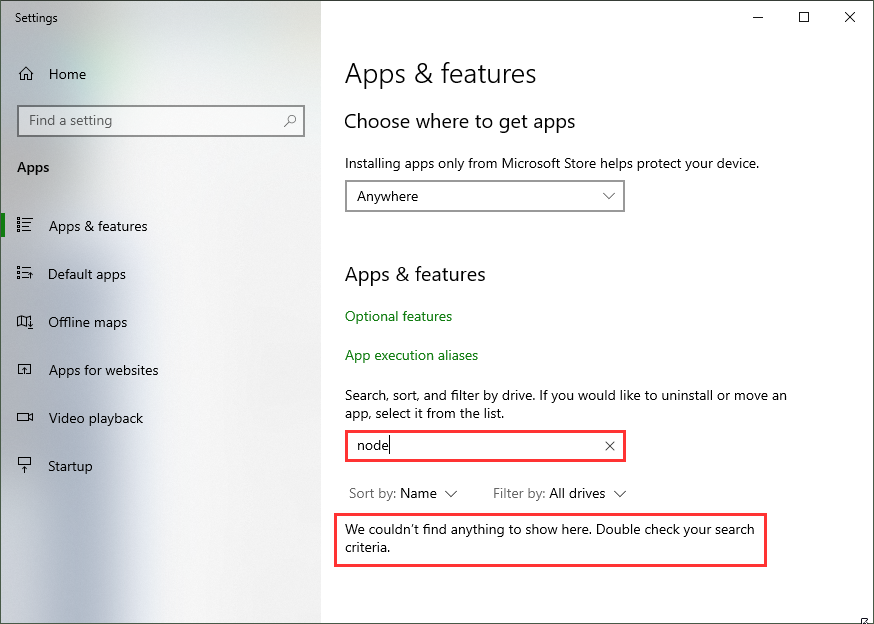 Settings
Home
Find a setting
Apps
Apps & features
Default apps
Offline maps
Apps for websites
Video playback
Startup
Apps & features
Choose where to get apps
Installing apps only from Microsoft Store helps protect your device.
Anywhere
Apps & features
Optional features
App execution aliases
Search, sort, and filter by drive. If you would like to uninstall or move an
app, select it from the list.
node
Sort by: Name Filter by: All drives
We couldn't find anything to show here. Double check your search
criteria.